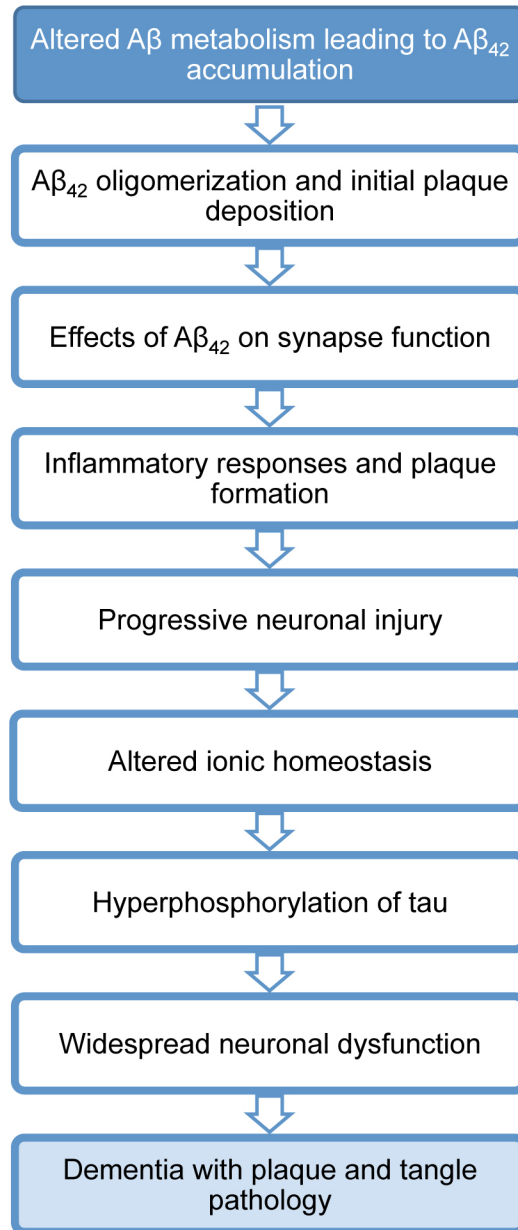 Altered Aβ metabolism leading to Aβ₄₂
accumulation
Aβ₄₂ oligomerization and initial plaque
deposition
Effects of Aβ₄₂ on synapse function
Inflammatory responses and plaque
formation
Progressive neuronal injury
Altered ionic homeostasis
Hyperphosphorylation of tau
Widespread neuronal dysfunction
Dementia with plaque and tangle
pathology